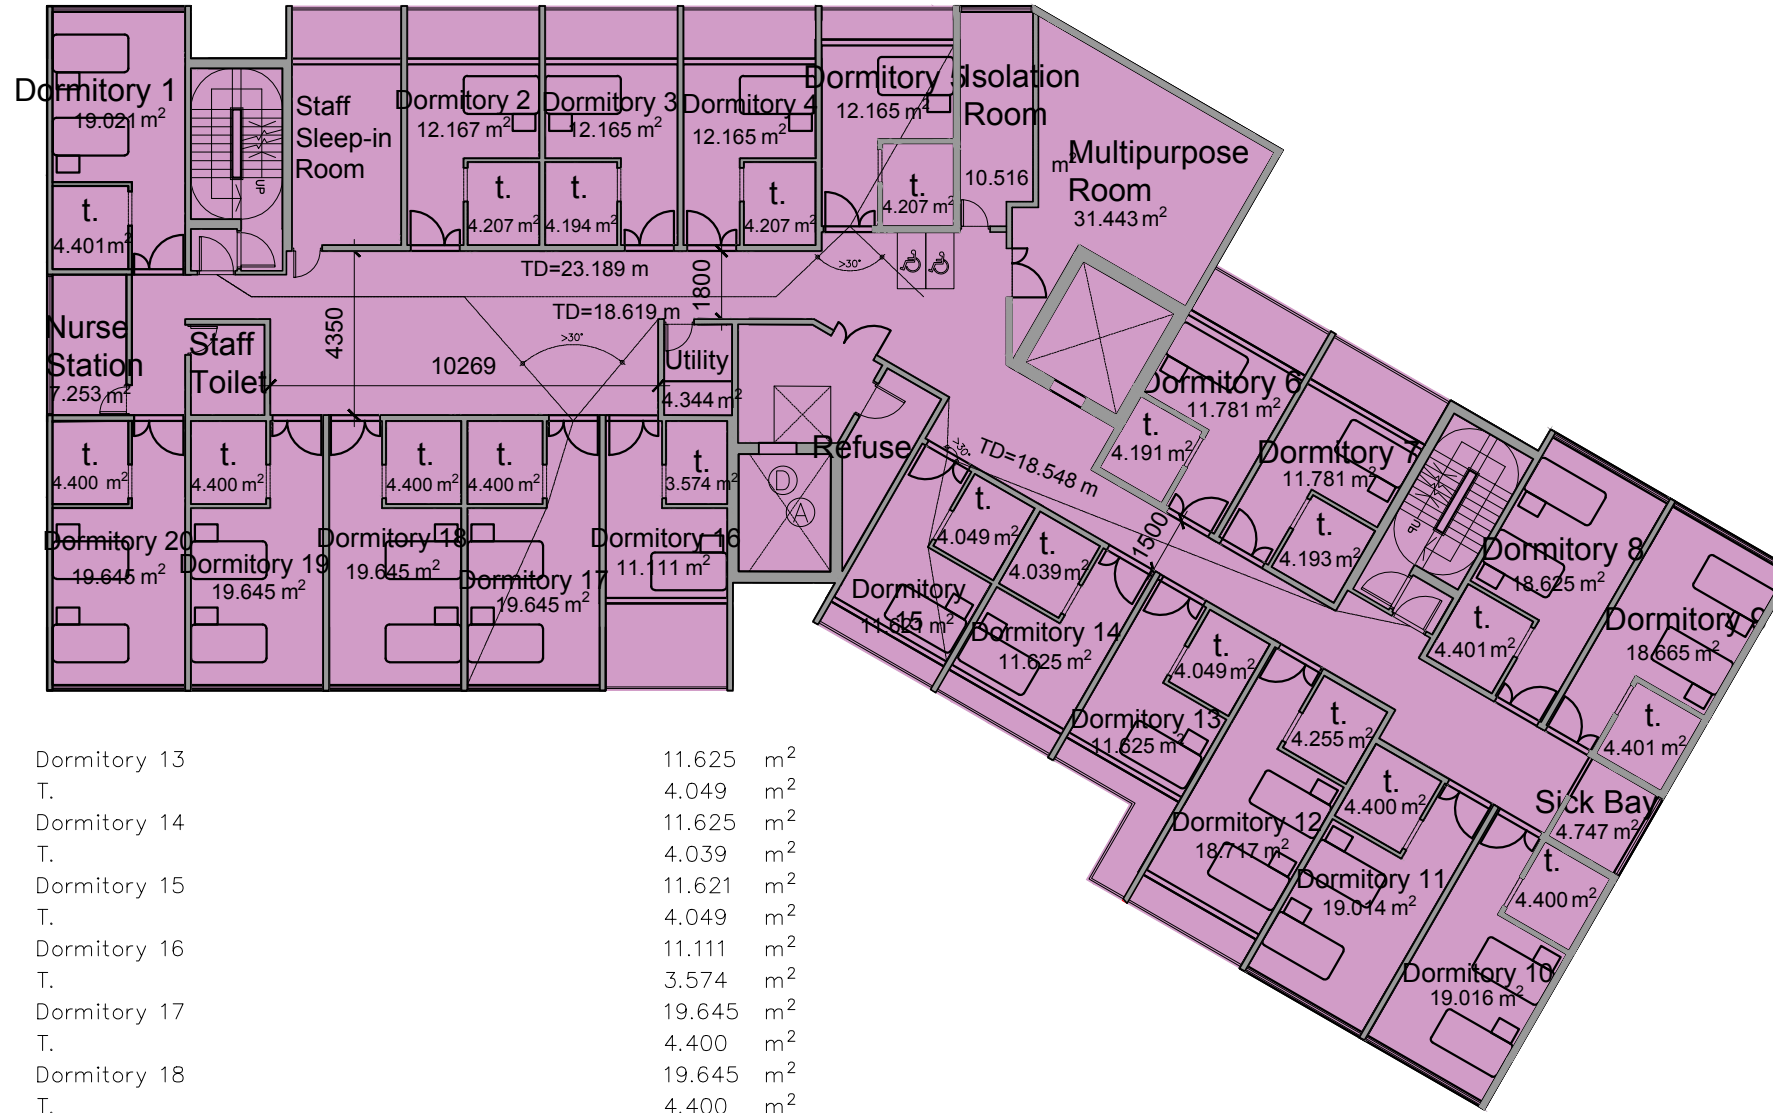 Dormitory 1
19.021 m²
t.
4.401 m²
UP
Staff
Sleep-in
Room
Dormitory 2
12.167 m²
t.
4.207 m²
Dormitory 3
12.165 m²
t.
4.194 m²
Dormitory 4
12.165 m²
t.
4.207 m²
Dormitory 5
12.165 m²
t.
4.207 m²
Isolation
Room
10.516 m²
Multipurpose
Room
31.443 m²
TD=23.189 m
TD=18.619 m
1800
>30°
4350
>30°
10269
Nurse
Station
7.253 m²
Staff
Toilet
Utility
4.344 m²
Refuse
D
A
Dormitory 6
11.781 m²
t.
4.191 m²
Dormitory 7
11.781 m²
t.
4.193 m²
UP
TD=18.548 m
>30°
1500
Dormitory 8
18.625 m²
t.
4.401 m²
Dormitory 9
18.665 m²
t.
4.401 m²
Sick Bay
4.747 m²
t.
4.400 m²
Dormitory 10
19.016 m²
t.
4.400 m²
Dormitory 11
19.014 m²
t.
4.255 m²
Dormitory 12
18.717 m²
t.
4.049 m²
Dormitory 13
11.625 m²
t.
4.039 m²
Dormitory 14
11.625 m²
t.
4.049 m²
Dormitory
15
11.621 m²
t.
3.574 m²
Dormitory 16
11.111 m²
t.
4.400 m²
Dormitory 17
19.645 m²
t.
4.400 m²
Dormitory 18
19.645 m²
t.
4.400 m²
Dormitory 19
19.645 m²
t.
4.400 m²
Dormitory 20
19.645 m²
Dormitory 13 11.625 m²
T. 4.049 m²
Dormitory 14 11.625 m²
T. 4.039 m²
Dormitory 15 11.621 m²
T. 4.049 m²
Dormitory 16 11.111 m²
T. 3.574 m²
Dormitory 17 19.645 m²
T. 4.400 m²
Dormitory 18 19.645 m²
T. 4.400 m²